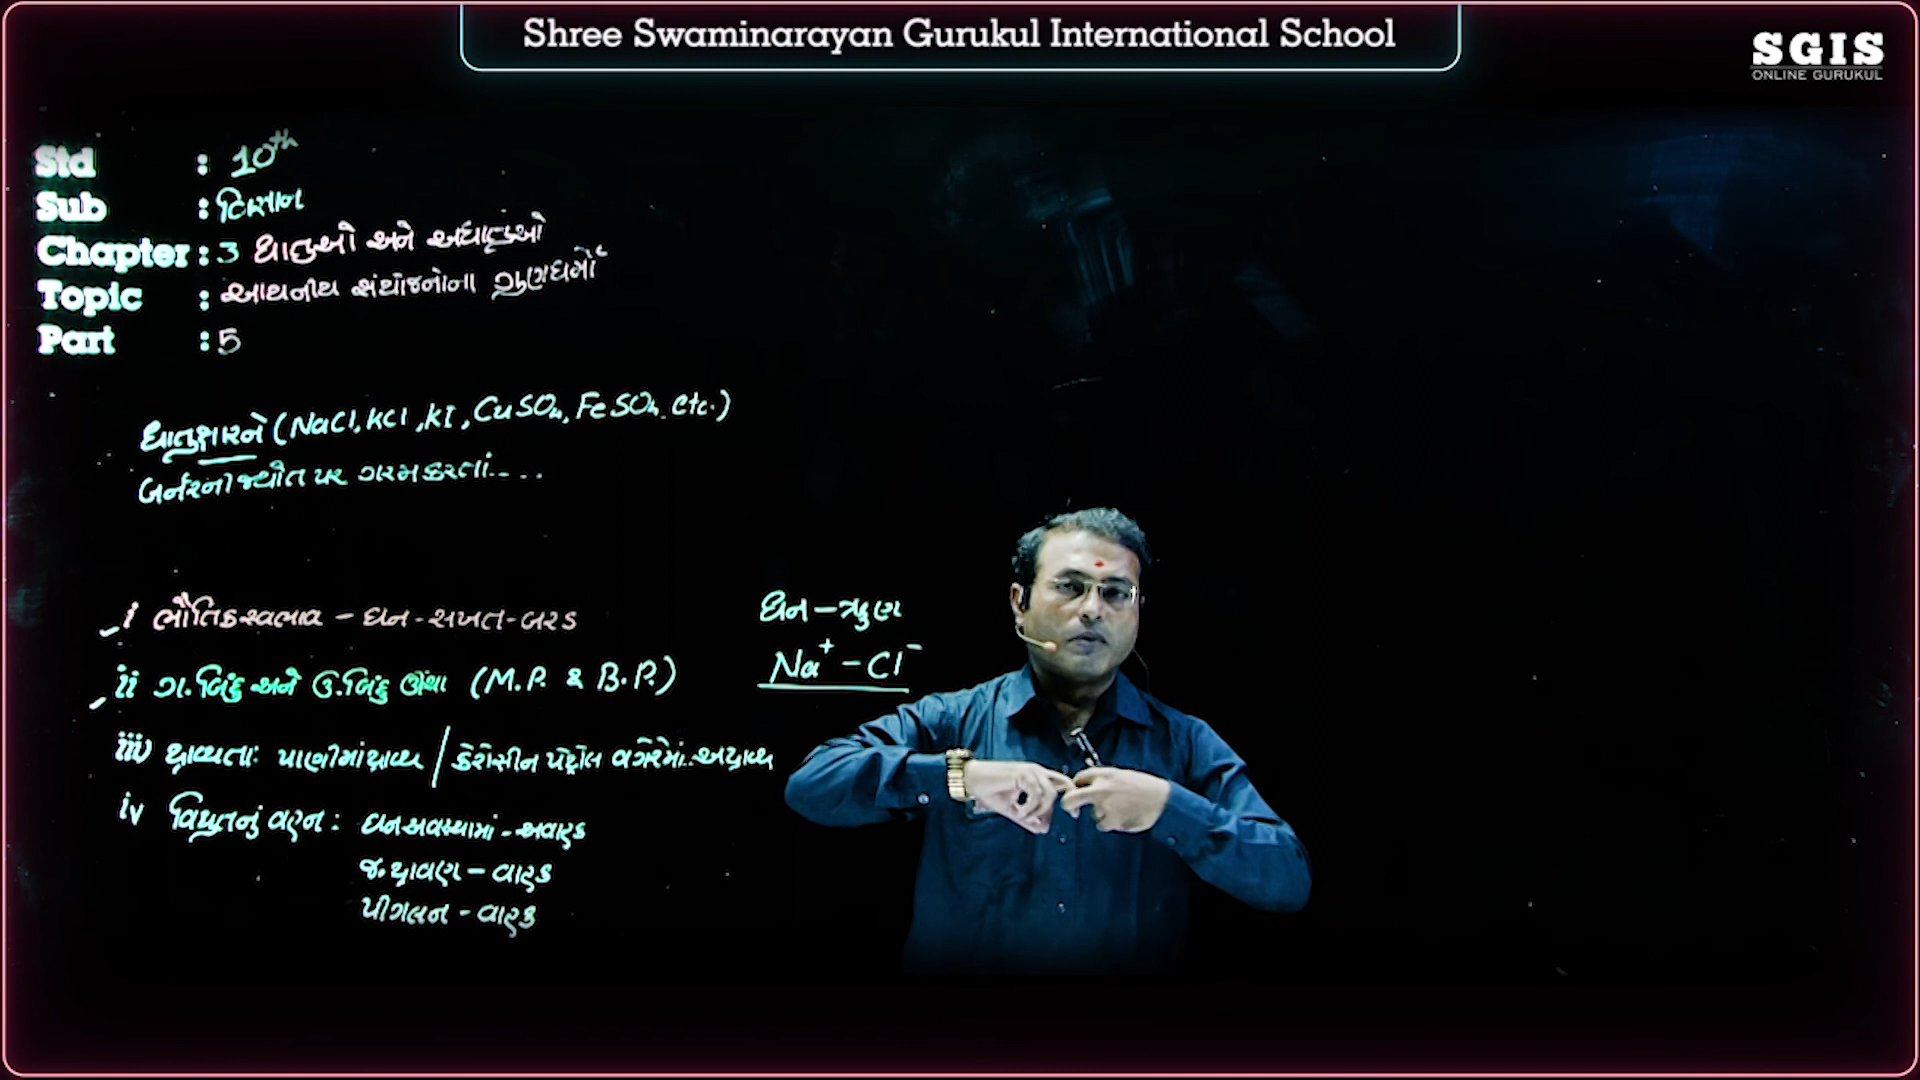 Shree Swaminarayan Gurukul International School
SGIS
ONLINE GURUKUL
Std : 10th
Sub : વિજ્ઞાન
Chapter : 3 ધાતુઓ અને અધાતુઓ
Topic : આયનીય સંયોજનોના ગુણધર્મો
Part : 5
ધાતુક્ષારને (NaCl, KCl, KI, CuSO4, FeSO4 etc.)
બર્નરની જ્યોત પર ગરમ કરતાં....
i ભૌતિક સ્વભાવ - ઘન - સખત - બરડ
ii ગ.બિંદુ અને ઉ.બિંદુ ઊંચા (M.P. & B.P.)
iii) દ્રાવ્યતા: પાણીમાં દ્રાવ્ય / કેરોસીન પેટ્રોલ વગેરેમાં..અદ્રાવ્ય
iv વિદ્યુતનું વહન : ઘન અવસ્થામાં - અવાહક
જ.દ્રાવણ - વાહક
પીગલન - વાહક
ધન - ઋણ
Na+ - Cl-